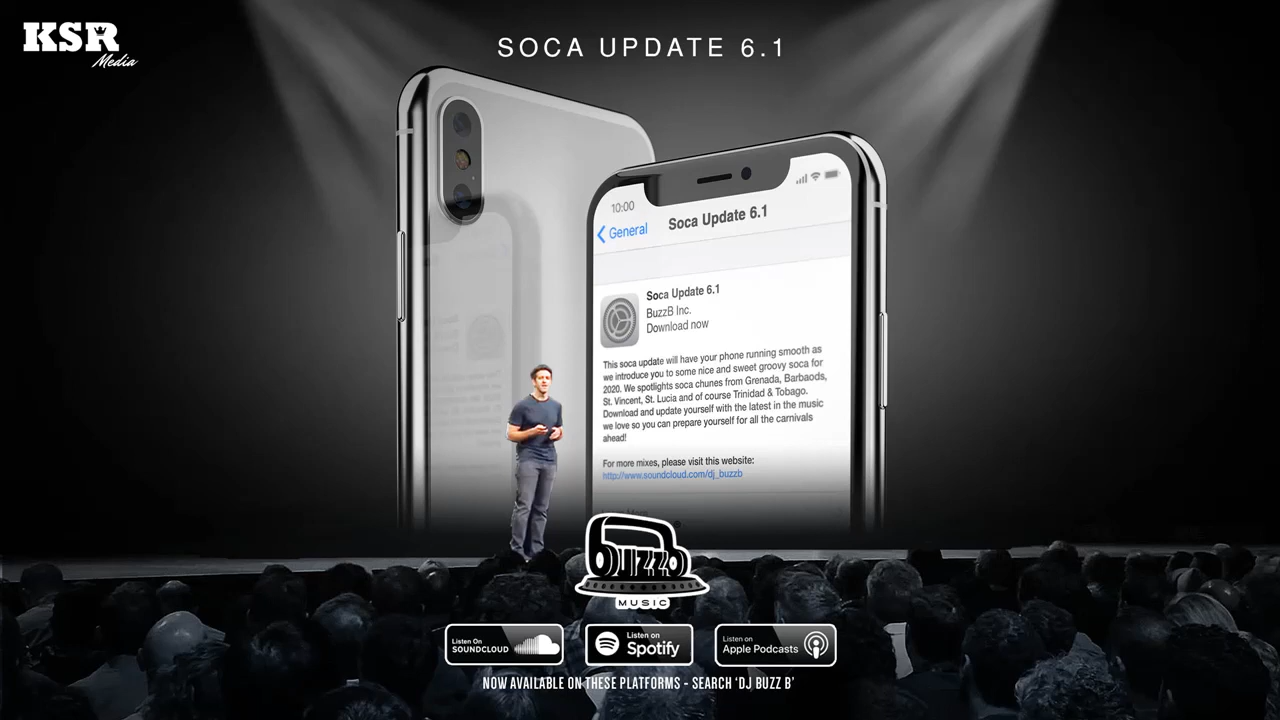 KSR
Media
SOCA UPDATE 6.1
10:00
General
Soca Update 6.1
Soca Update 6.1
BuzzB Inc.
Download now
This soca update will have your phone running smooth as
we introduce you to some nice and sweet groovy soca for
2020. We spotlights soca chunes from Grenada, Barbaods,
St. Vincent, St. Lucia and of course Trinidad & Tobago.
Download and update yourself with the latest in the music
we love so you can prepare yourself for all the carnivals
ahead!
For more mixes, please visit this website:
http://www.soundcloud.com/dj_buzzb
buzzb
MUSIC
Listen On
SOUNDCLOUD
Listen on
Spotify
Listen on
Apple Podcasts
NOW AVAILABLE ON THESE PLATFORMS - SEARCH 'DJ BUZZ B'